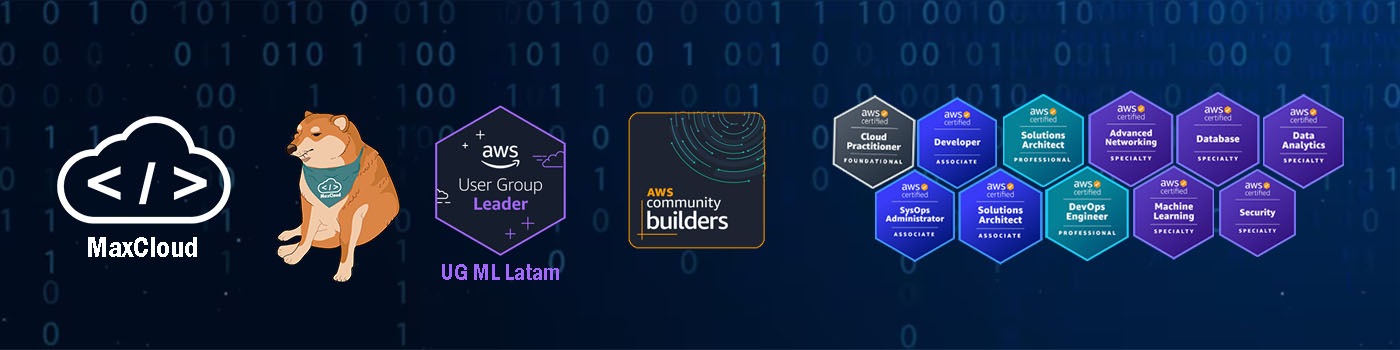 </>
MaxCloud
MaxCloud
aws
User Group
Leader
UG ML Latam
AWS
community
builders
aws
certified
Cloud
Practitioner
FOUNDATIONAL
aws
certified
Developer
ASSOCIATE
aws
certified
Solutions
Architect
PROFESSIONAL
aws
certified
Advanced
Networking
SPECIALTY
aws
certified
Database
SPECIALTY
aws
certified
Data
Analytics
SPECIALTY
aws
certified
SysOps
Administrator
ASSOCIATE
aws
certified
Solutions
Architect
ASSOCIATE
aws
certified
DevOps
Engineer
PROFESSIONAL
aws
certified
Machine
Learning
SPECIALTY
aws
certified
Security
SPECIALTY